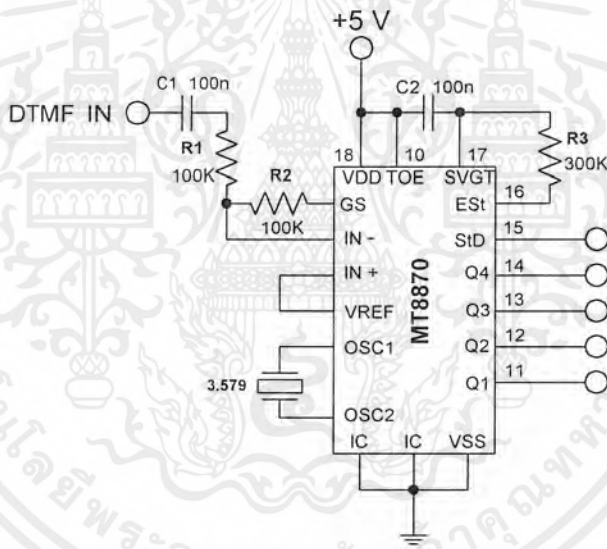 +5 V
C1 100n
C2 100n
DTMF IN
R1
100K
R2
100K
R3
300K
18
10
17
VDD
TOE
SVGT
GS
ESt
16
IN -
StD
15
IN +
Q4
14
VREF
Q3
13
OSC1
Q2
12
OSC2
Q1
11
MT8870
3.579
IC
IC
VSS